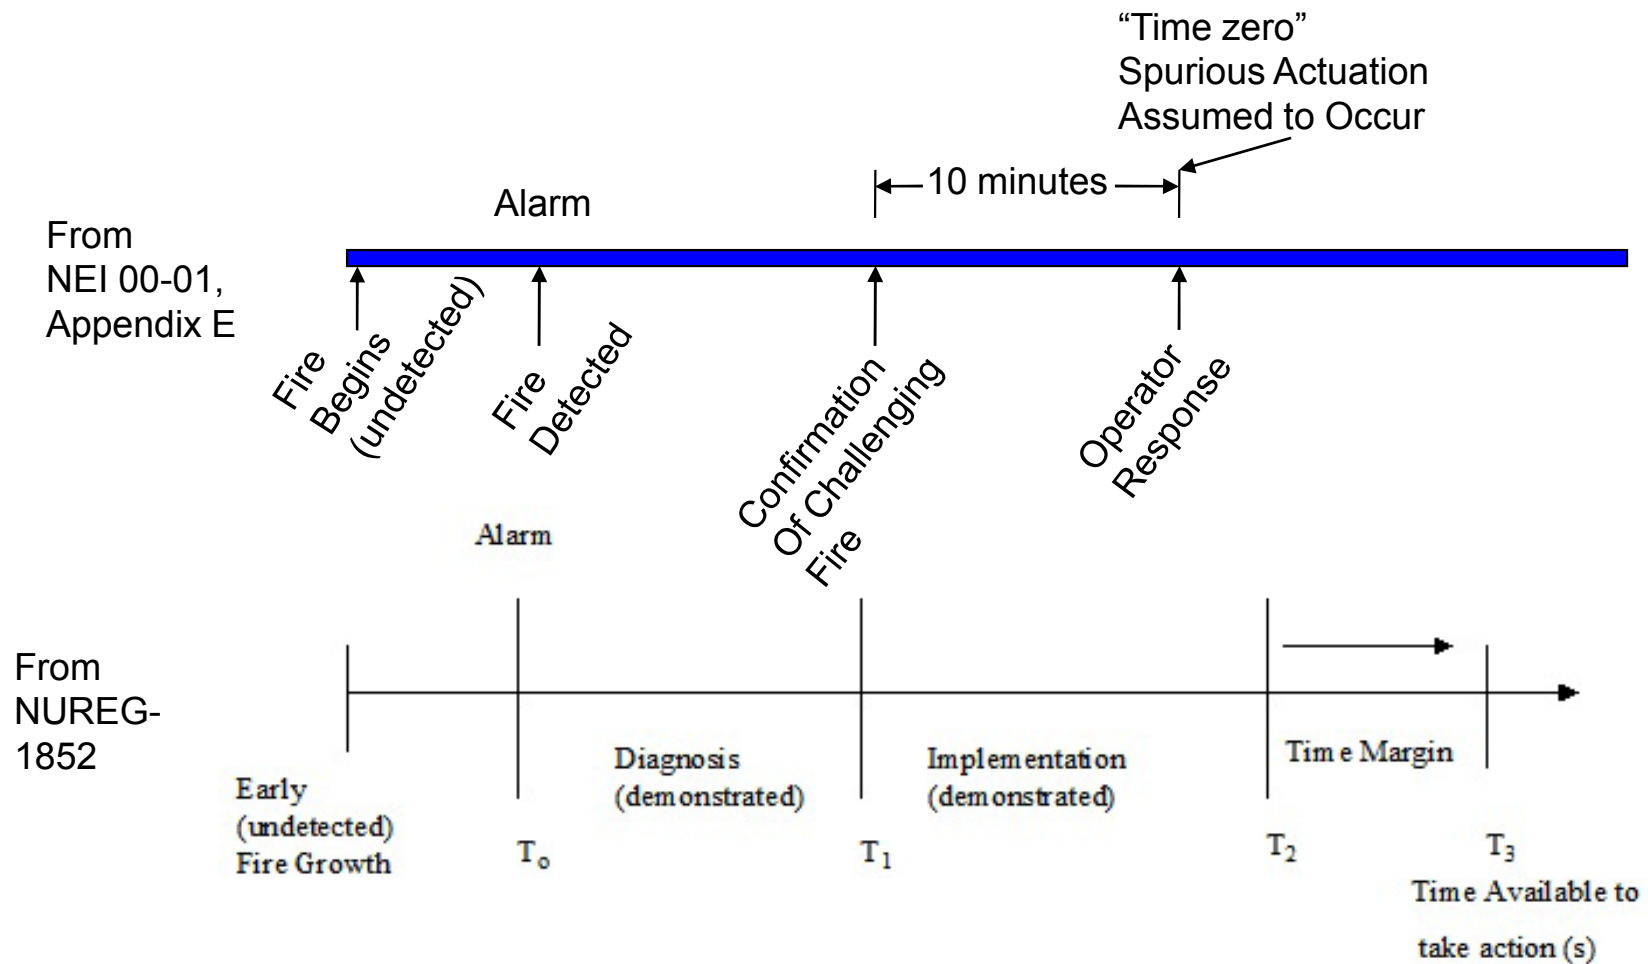 “Time zero”
Spurious Actuation
Assumed to Occur
10 minutes
Alarm
From
NEI 00-01,
Appendix E
Fire
Begins
(undetected)
Fire
Detected
Confirmation
Of Challenging
Fire
Operator
Response
Alarm
From
NUREG-
1852
Early
(undetected)
Fire Growth
To
Diagnosis
(demonstrated)
T1
Implementation
(demonstrated)
T2
Time Margin
T3
Time Available to
take action (s)